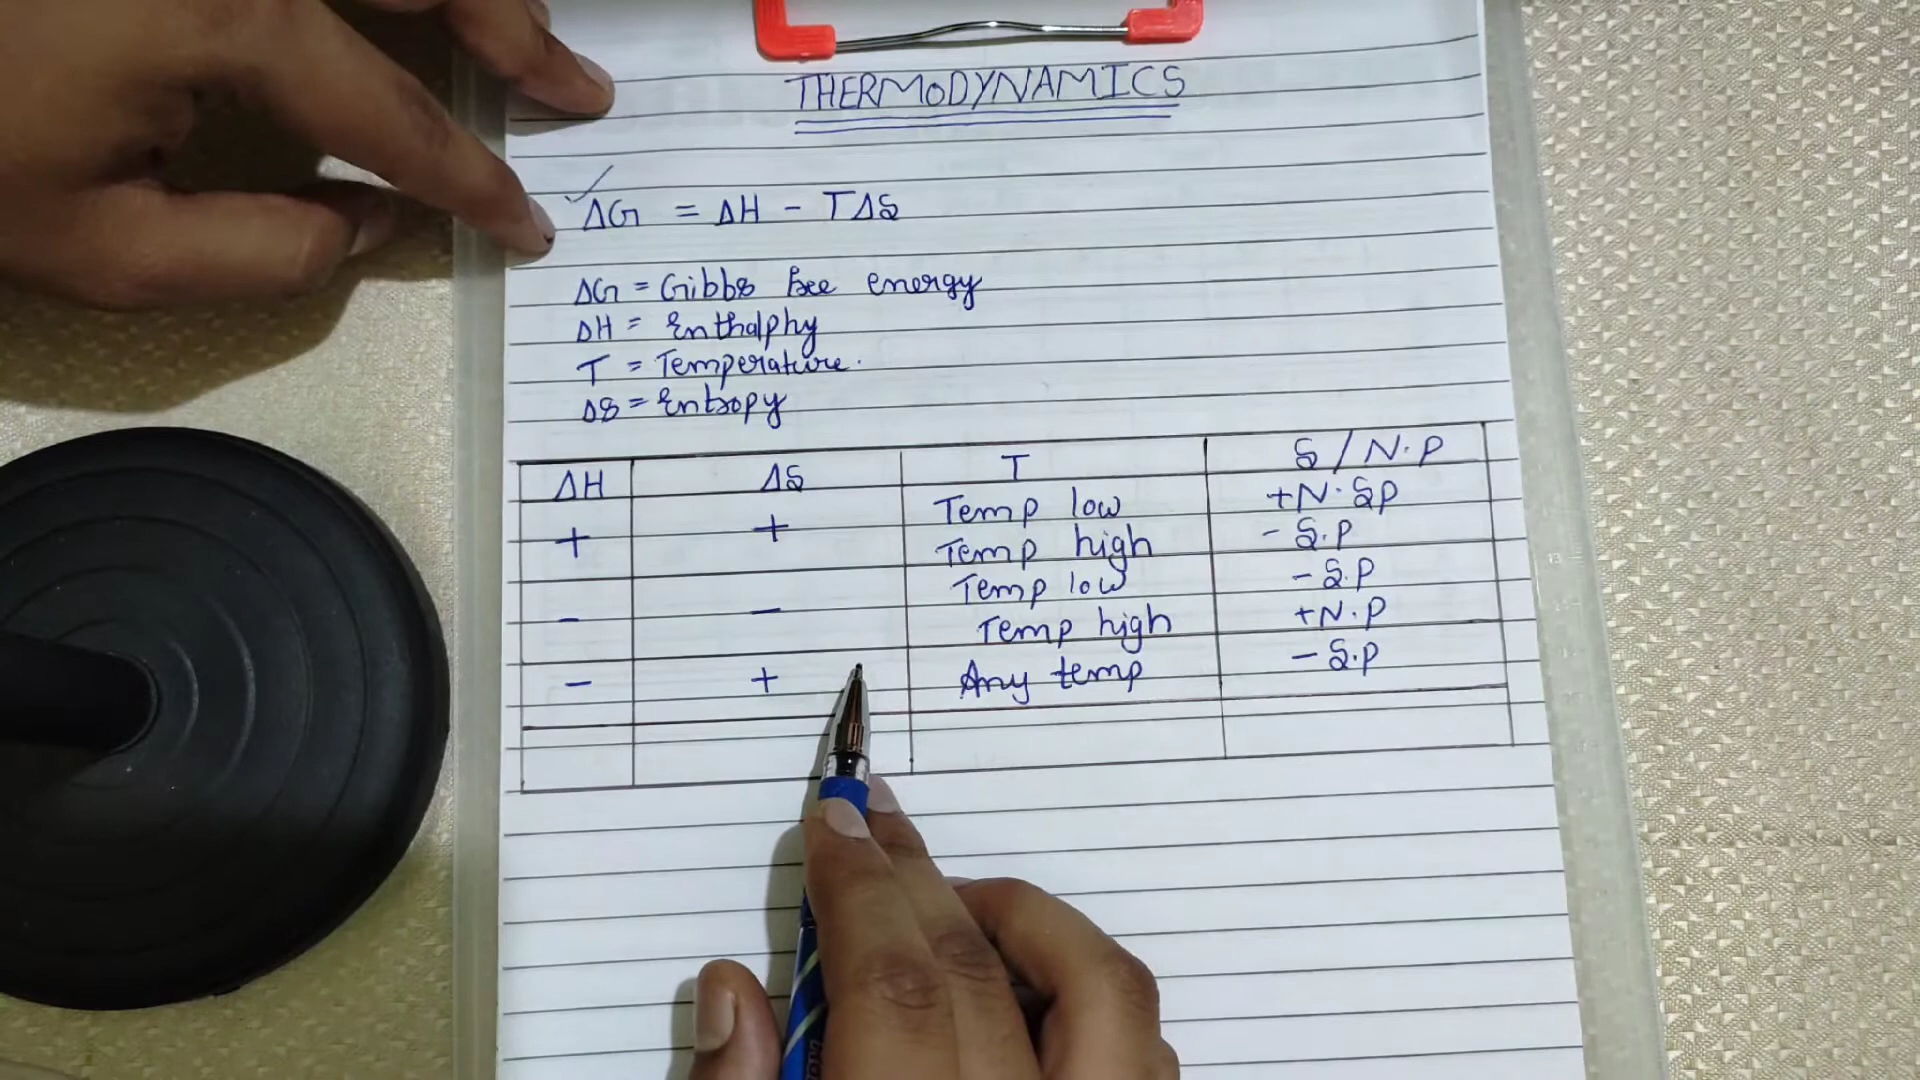 THERMODYNAMICS
ΔG = ΔH - TΔS
ΔG = Gibbs free energy
ΔH = Enthalphy
T = Temperature.
ΔS = Entropy
ΔH ΔS T S / N.P
+ + Temp low +N.SP
Temp high - S.P
- - Temp low - S.P
Temp high +N.P
- + Any temp - S.P